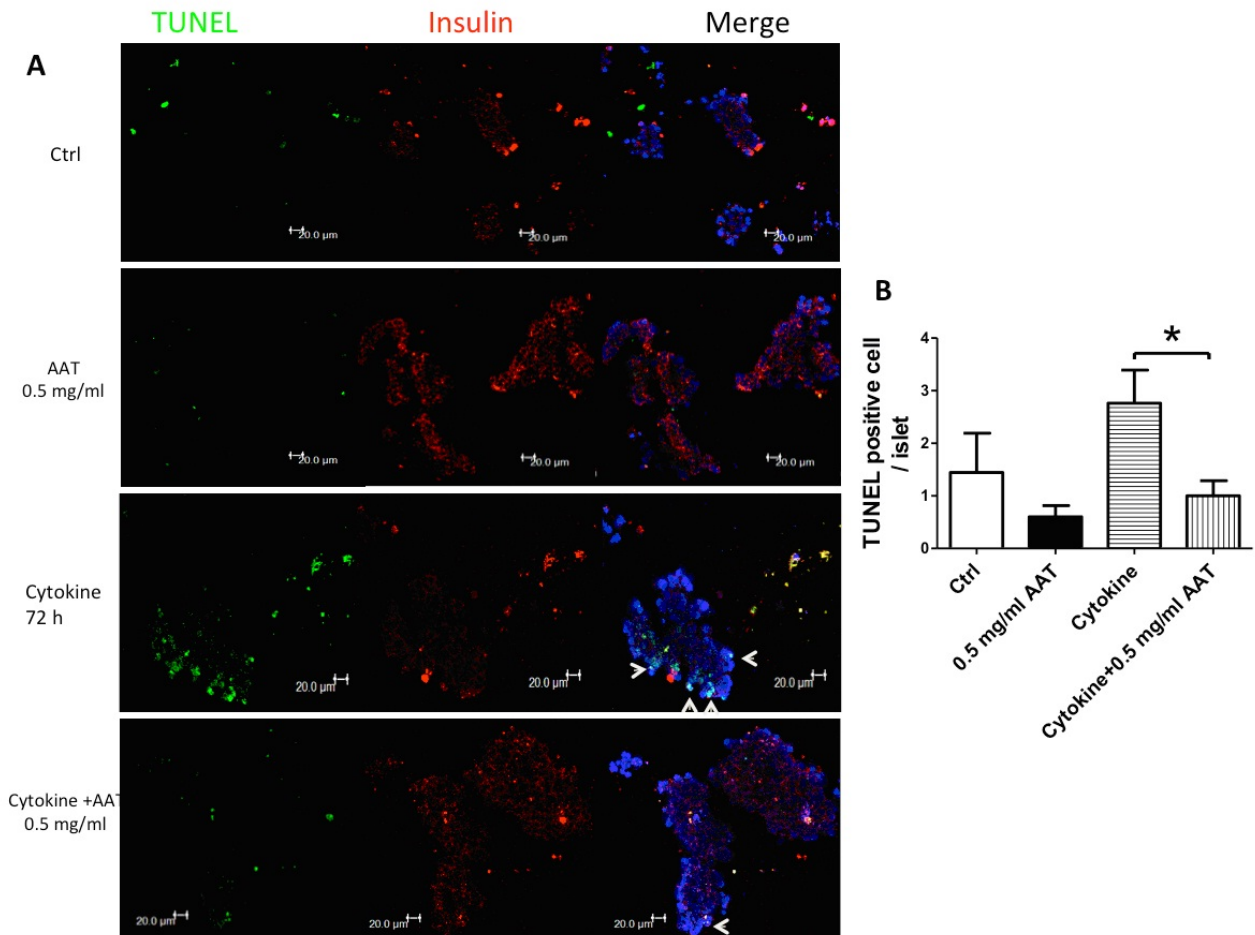 TUNEL Insulin Merge
A
Ctrl
20.0 µm 20.0 µm 20.0 µm
AAT
0.5 mg/ml
20.0 µm 20.0 µm 20.0 µm
Cytokine
72 h
20.0 µm 20.0 µm 20.0 µm
Cytokine +AAT
0.5 mg/ml
20.0 µm 20.0 µm 20.0 µm
B
TUNEL positive cell
/ islet
4
3
2
1
0
*
Ctrl
0.5 mg/ml AAT
Cytokine
Cytokine+0.5 mg/ml AAT